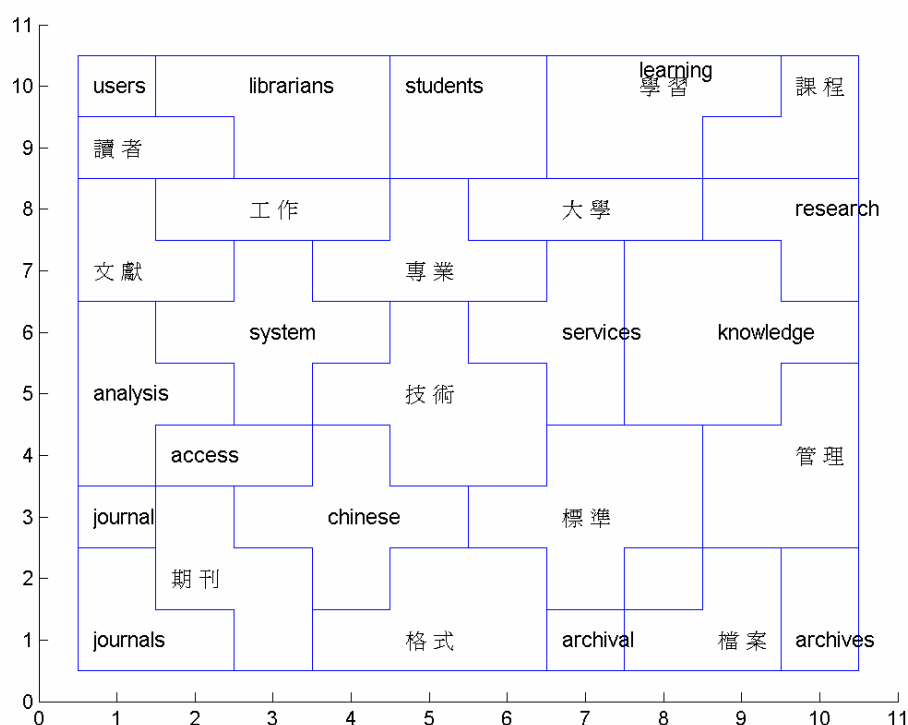 11
10
users
librarians
students
learning
學習
課程
9
讀者
8
工作
大學
research
7
文獻
專業
6
system
services
knowledge
5
analysis
技術
4
access
管理
3
journal
chinese
標準
2
期刊
1
journals
格式
archival
檔案
archives
0
0 1 2 3 4 5 6 7 8 9 10 11